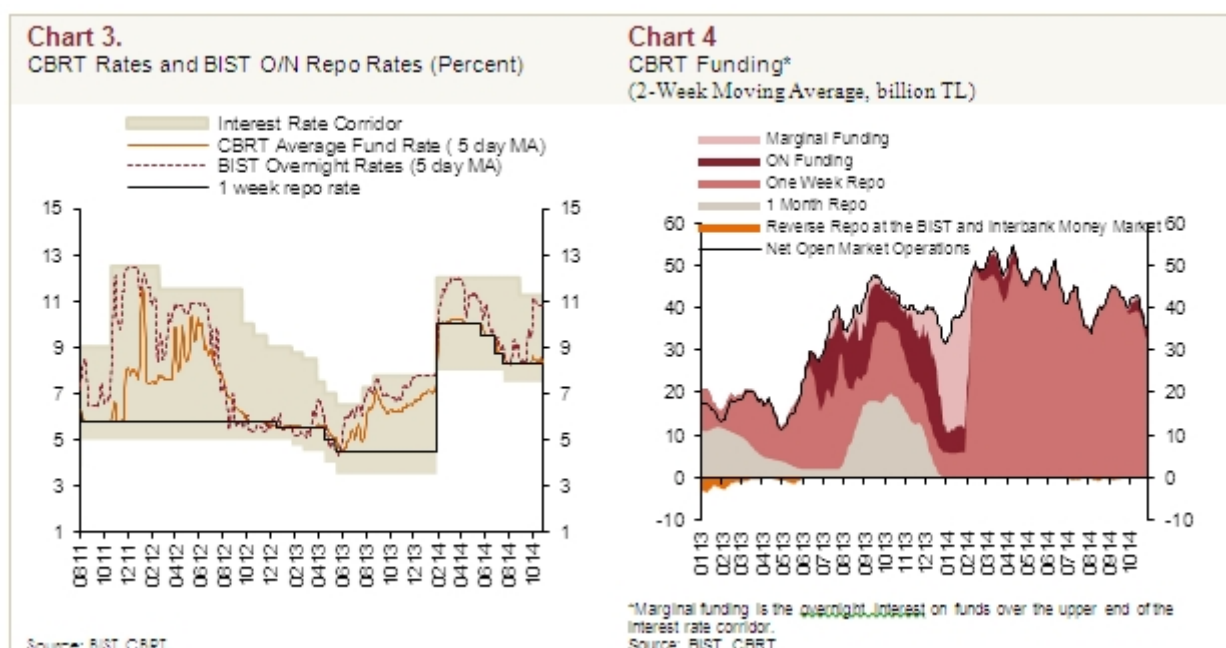 Chart 3.
CBRT Rates and BIST O/N Repo Rates (Percent)
Interest Rate Corridor
CBRT Average Fund Rate ( 5 day MA)
BIST Overnight Rates (5 day MA)
1 week repo rate
15 15
13 13
11 11
9 9
7 7
5 5
3 3
1 1
08 11 10 11 12 11 02 12 04 12 06 12 08 12 10 12 12 12 02 13 04 13 06 13 08 13 10 13 12 13 02 14 04 14 06 14 08 14 10 14
Source: BIST CBRT
Chart 4
CBRT Funding*
(2-Week Moving Average, billion TL)
Marginal Funding
ON Funding
One Week Repo
1 Month Repo
Reverse Repo at the BIST and Interbank Money Market
Net Open Market Operations
60 60
50 50
40 40
30 30
20 20
10 10
0 0
-10 -10
01 13 02 13 03 13 04 13 05 13 06 13 07 13 08 13 09 13 10 13 11 13 12 13 01 14 02 14 03 14 04 14 05 14 06 14 07 14 08 14 09 14 10 14
*Marginal funding is the overnight interest on funds over the upper end of the
interest rate corridor.
Source: BIST, CBRT